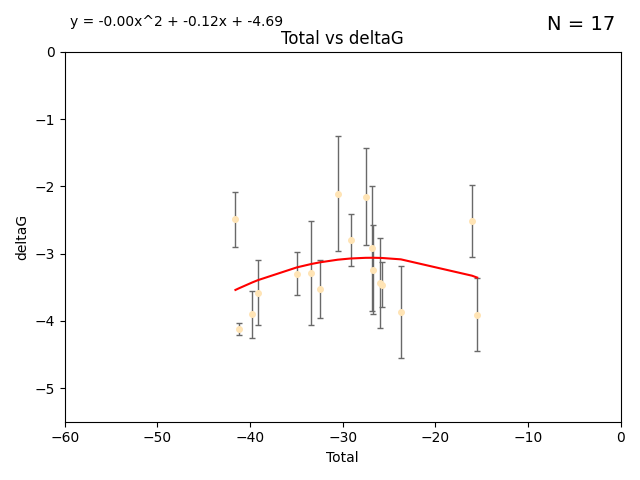 y = -0.00x^2 + -0.12x + -4.69
N = 17
Total vs deltaG
0
−1
−2
−3
−4
−5
deltaG
−60 −50 −40 −30 −20 −10 0
Total